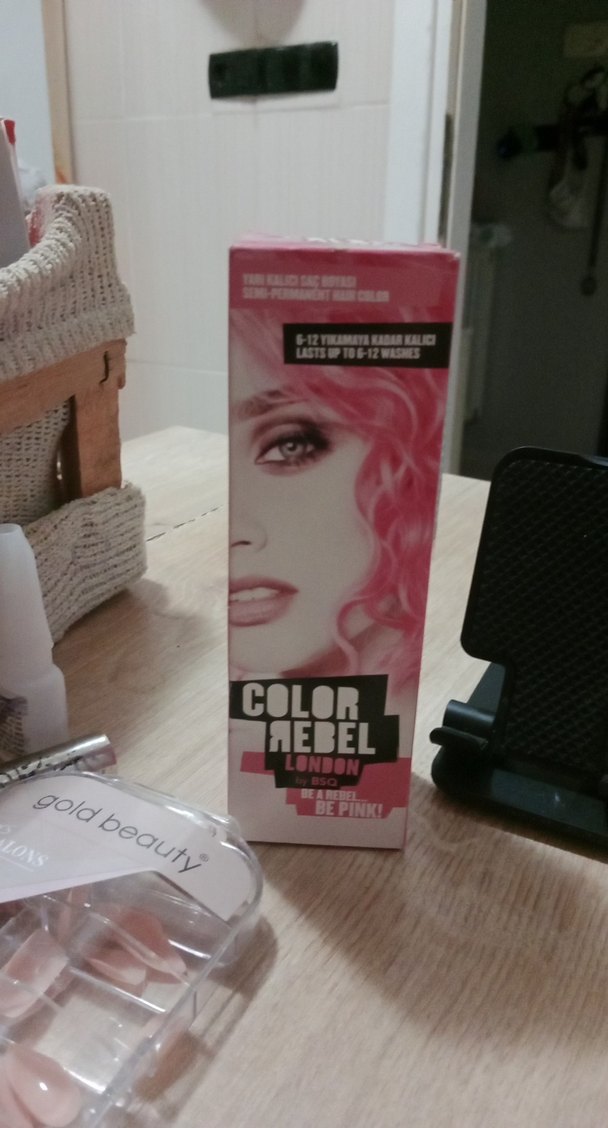 YARI KALICI SAÇ BOYASI
SEMI-PERMANENT HAIR COLOR
6-12 YIKAMAYA KADAR KALICI
LASTS UP TO 6-12 WASHES
COLOR
ЯEBEL
LONDON
by BSQ
BE A REBEL...
BE PINK!
gold beauty®